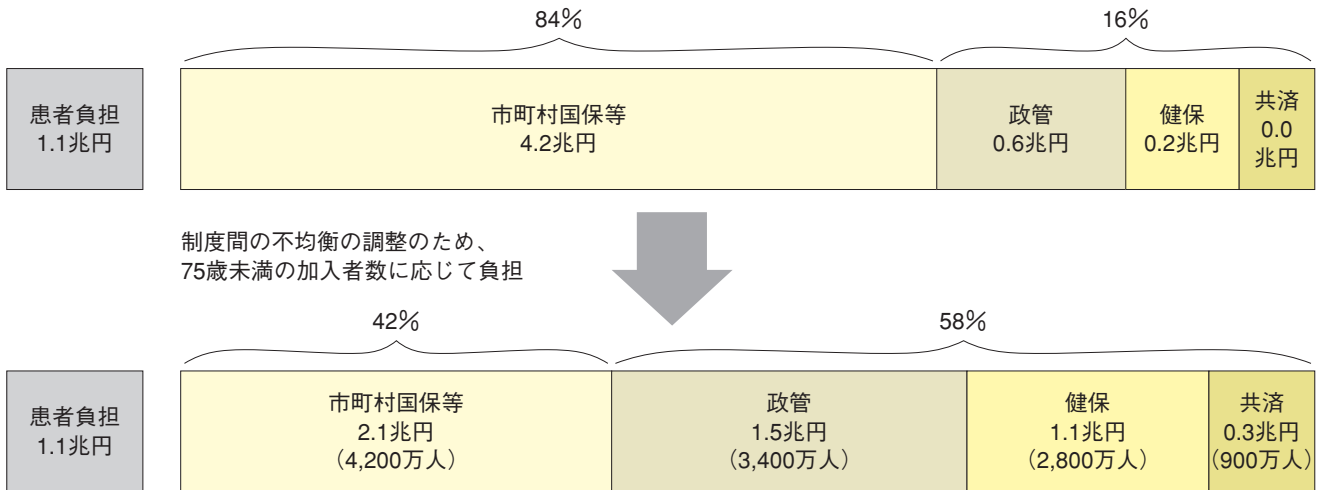 84%
16%
患者負担
1.1兆円
市町村国保等
4.2兆円
政管
0.6兆円
健保
0.2兆円
共済
0.0
兆円
制度間の不均衡の調整のため、
75歳未満の加入者数に応じて負担
42%
58%
患者負担
1.1兆円
市町村国保等
2.1兆円
（4,200万人）
政管
1.5兆円
（3,400万人）
健保
1.1兆円
（2,800万人）
共済
0.3兆円
（900万人）